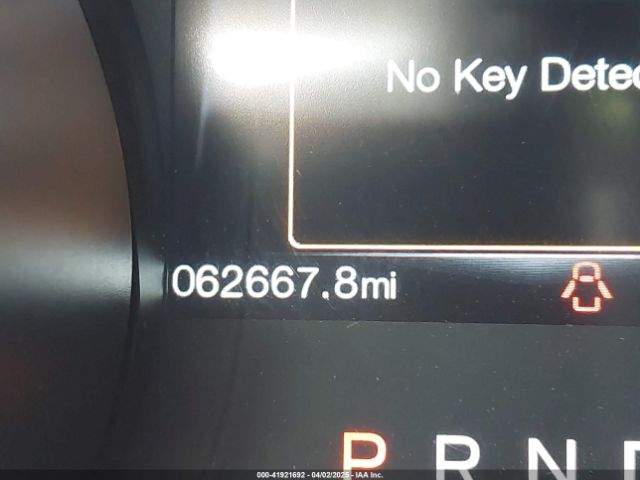 No Key Detec
062667.8mi
P R N D
000-41921692 - 04/02/2025 - IAA Inc.